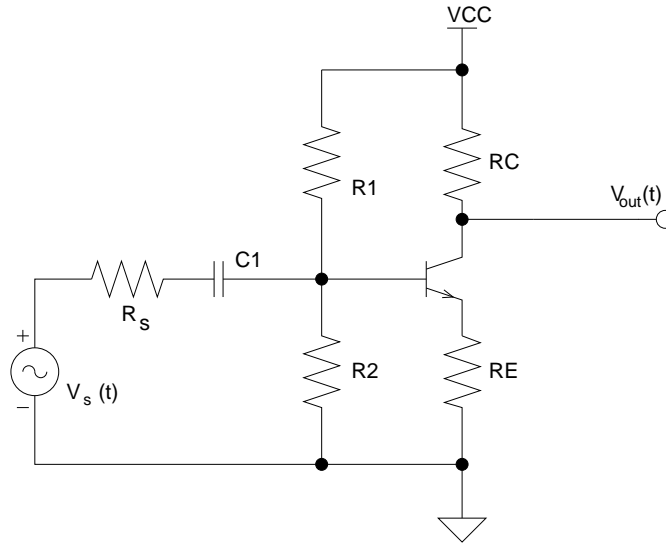 VCC
RC
R1
Vout(t)
C1
Rs
+
R2
RE
Vs (t)
−